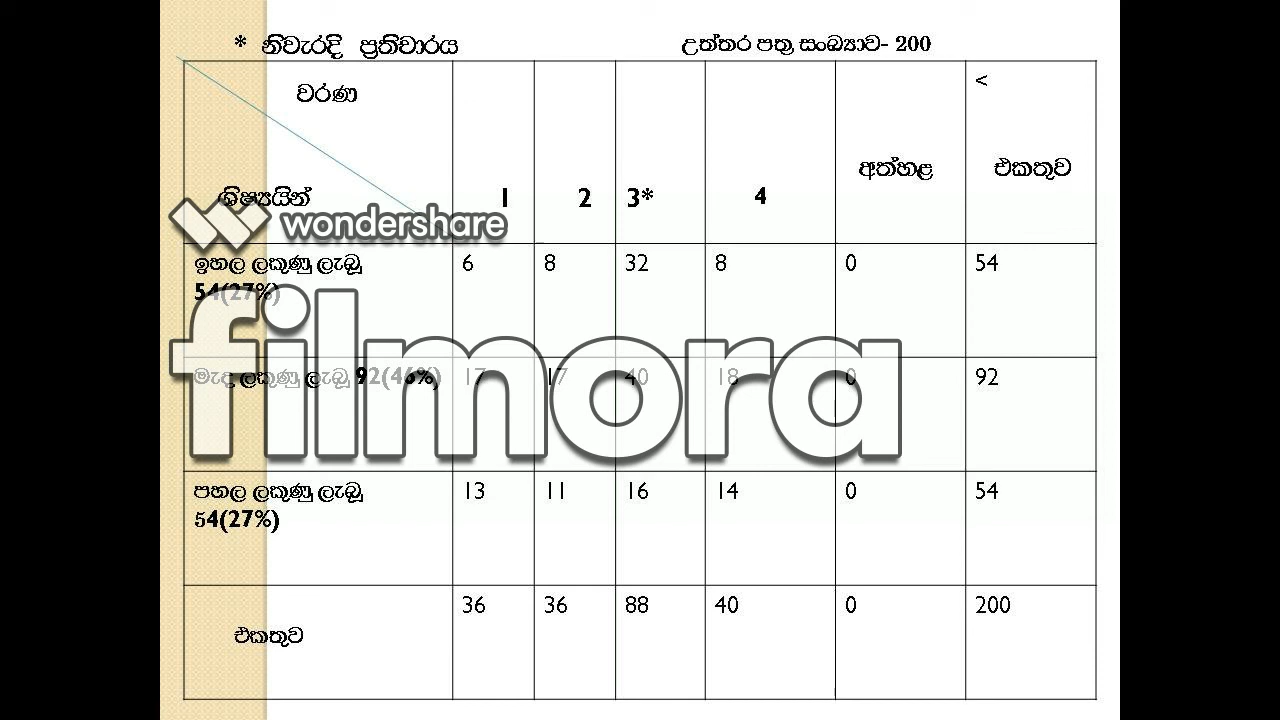 * නිවැරදි ප්‍රතිචාරය උත්තර පත්‍ර සංඛ්‍යාව- 200
<
වරණ
අත්හළ එකතුව
ශිෂ්‍යයින් 1 2 3* 4
wondershare
ඉහල ලකුණු ලැබූ 6 8 32 8 0 54
54(27%)
filmora
මැද ලකුණු ලැබූ 92(46%) 17 17 40 18 0 92
පහල ලකුණු ලැබූ 13 11 16 14 0 54
54(27%)
36 36 88 40 0 200
එකතුව